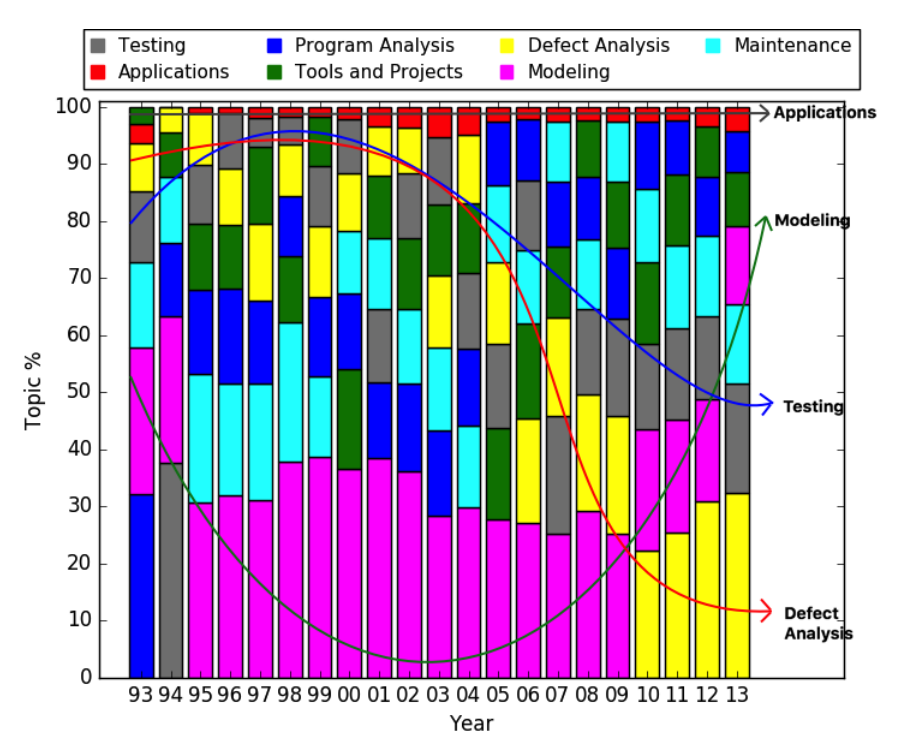 Testing Program Analysis Defect Analysis Maintenance
Applications Tools and Projects Modeling
100
Applications
90
80
Modeling
70
60
50
Testing
40
30
20
10
Defect
Analysis
0
93 94 95 96 97 98 99 00 01 02 03 04 05 06 07 08 09 10 11 12 13
Topic %
Year